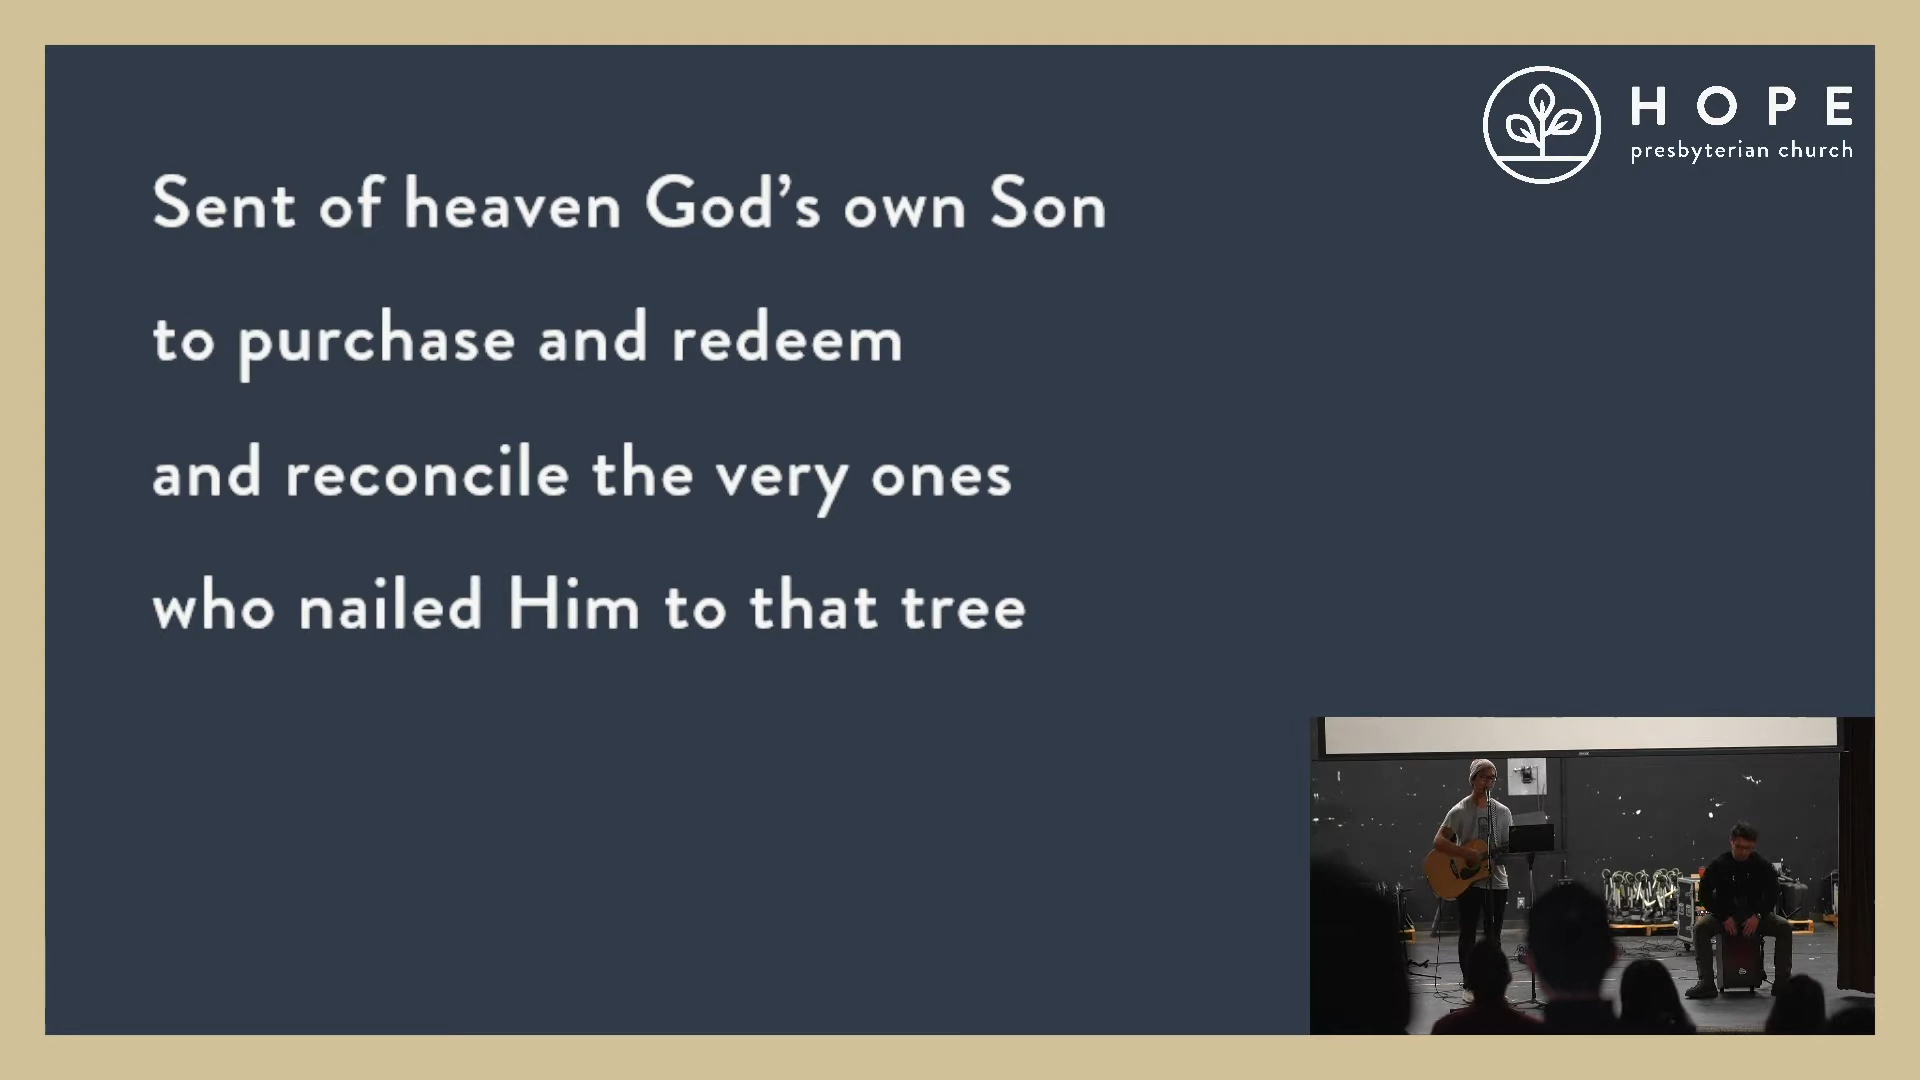 HOPE
presbyterian church
Sent of heaven God’s own Son
to purchase and redeem
and reconcile the very ones
who nailed Him to that tree